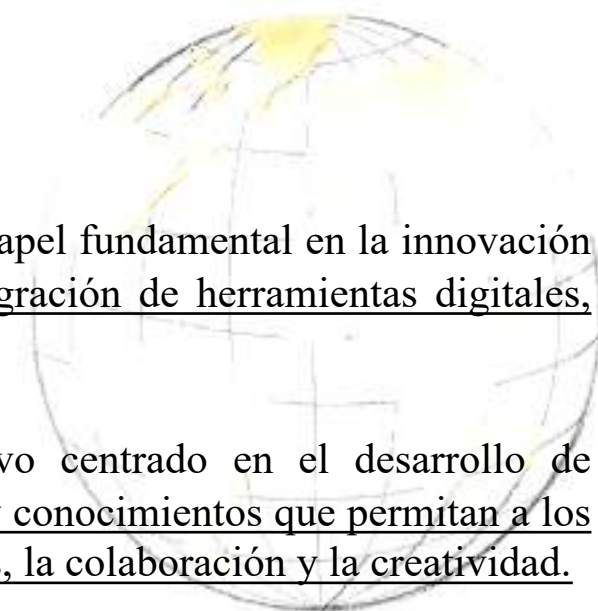 apel fundamental en la innovación
gración de herramientas digitales,
vo centrado en el desarrollo de
y conocimientos que permitan a los
s, la colaboración y la creatividad.